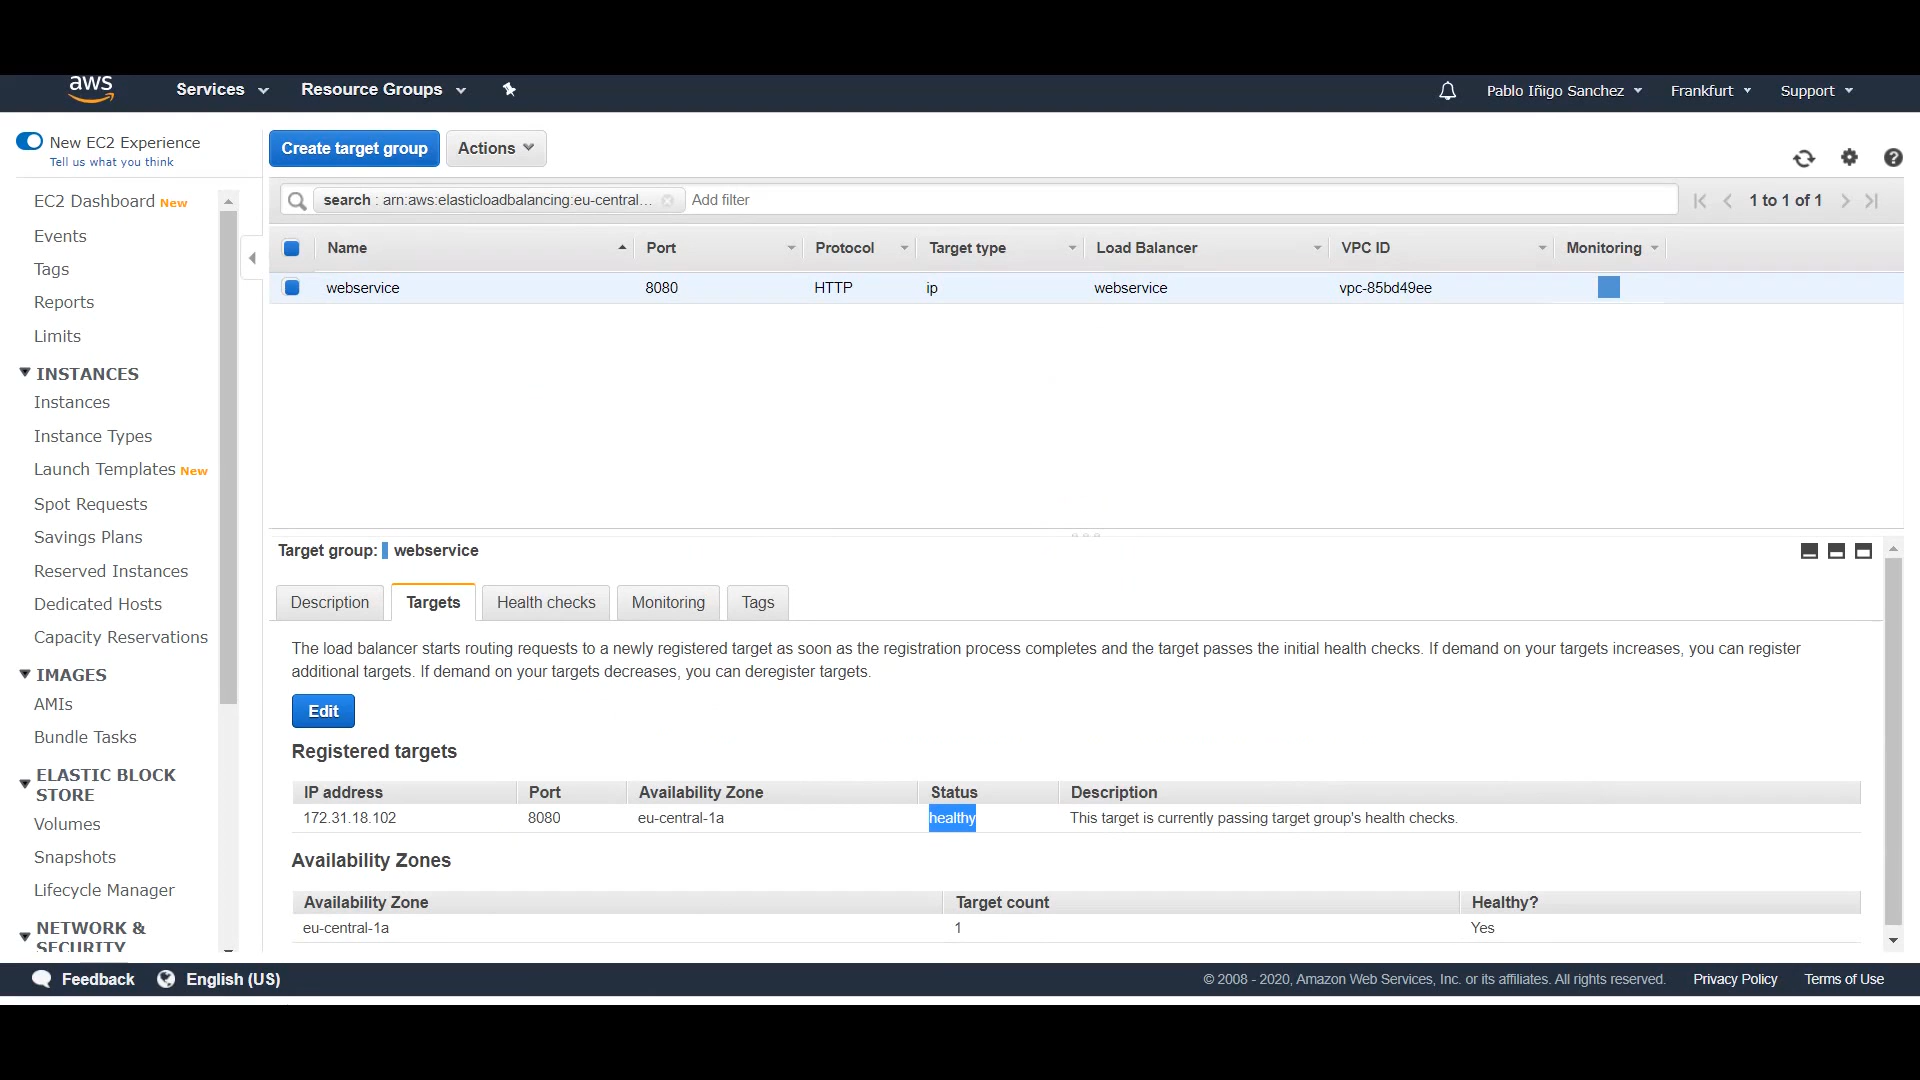 aws Services Resource Groups Pablo Iñigo Sanchez Frankfurt Support
New EC2 Experience
Tell us what you think
EC2 Dashboard New
Events
Tags
Reports
Limits
INSTANCES
Instances
Instance Types
Launch Templates New
Spot Requests
Savings Plans
Reserved Instances
Dedicated Hosts
Capacity Reservations
IMAGES
AMIs
Bundle Tasks
ELASTIC BLOCK
STORE
Volumes
Snapshots
Lifecycle Manager
NETWORK &
SECURITY
Create target group Actions
search : arn:aws:elasticloadbalancing:eu-central... Add filter 1 to 1 of 1
Name Port Protocol Target type Load Balancer VPC ID Monitoring
webservice 8080 HTTP ip webservice vpc-85bd49ee
Target group: webservice
Description Targets Health checks Monitoring Tags
The load balancer starts routing requests to a newly registered target as soon as the registration process completes and the target passes the initial health checks. If demand on your targets increases, you can register
additional targets. If demand on your targets decreases, you can deregister targets.
Edit
Registered targets
IP address Port Availability Zone Status Description
172.31.18.102 8080 eu-central-1a healthy This target is currently passing target group's health checks.
Availability Zones
Availability Zone Target count Healthy?
eu-central-1a 1 Yes
Feedback English (US) © 2008 - 2020, Amazon Web Services, Inc. or its affiliates. All rights reserved. Privacy Policy Terms of Use